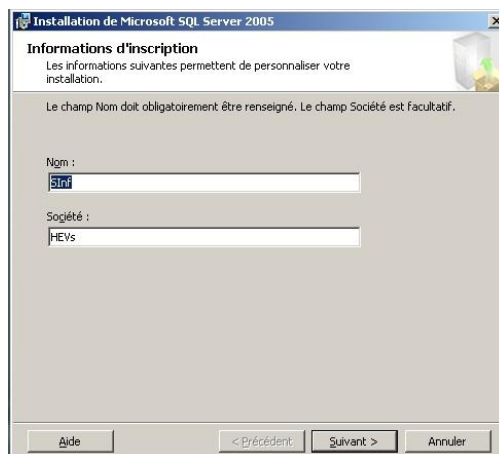 Installation de Microsoft SQL Server 2005
Informations d'inscription
Les informations suivantes permettent de personnaliser votre
installation.
Le champ Nom doit obligatoirement être renseigné. Le champ Société est facultatif.
Nom :
SInf
Société :
HEVs
Aide
< Précédent
Suivant >
Annuler